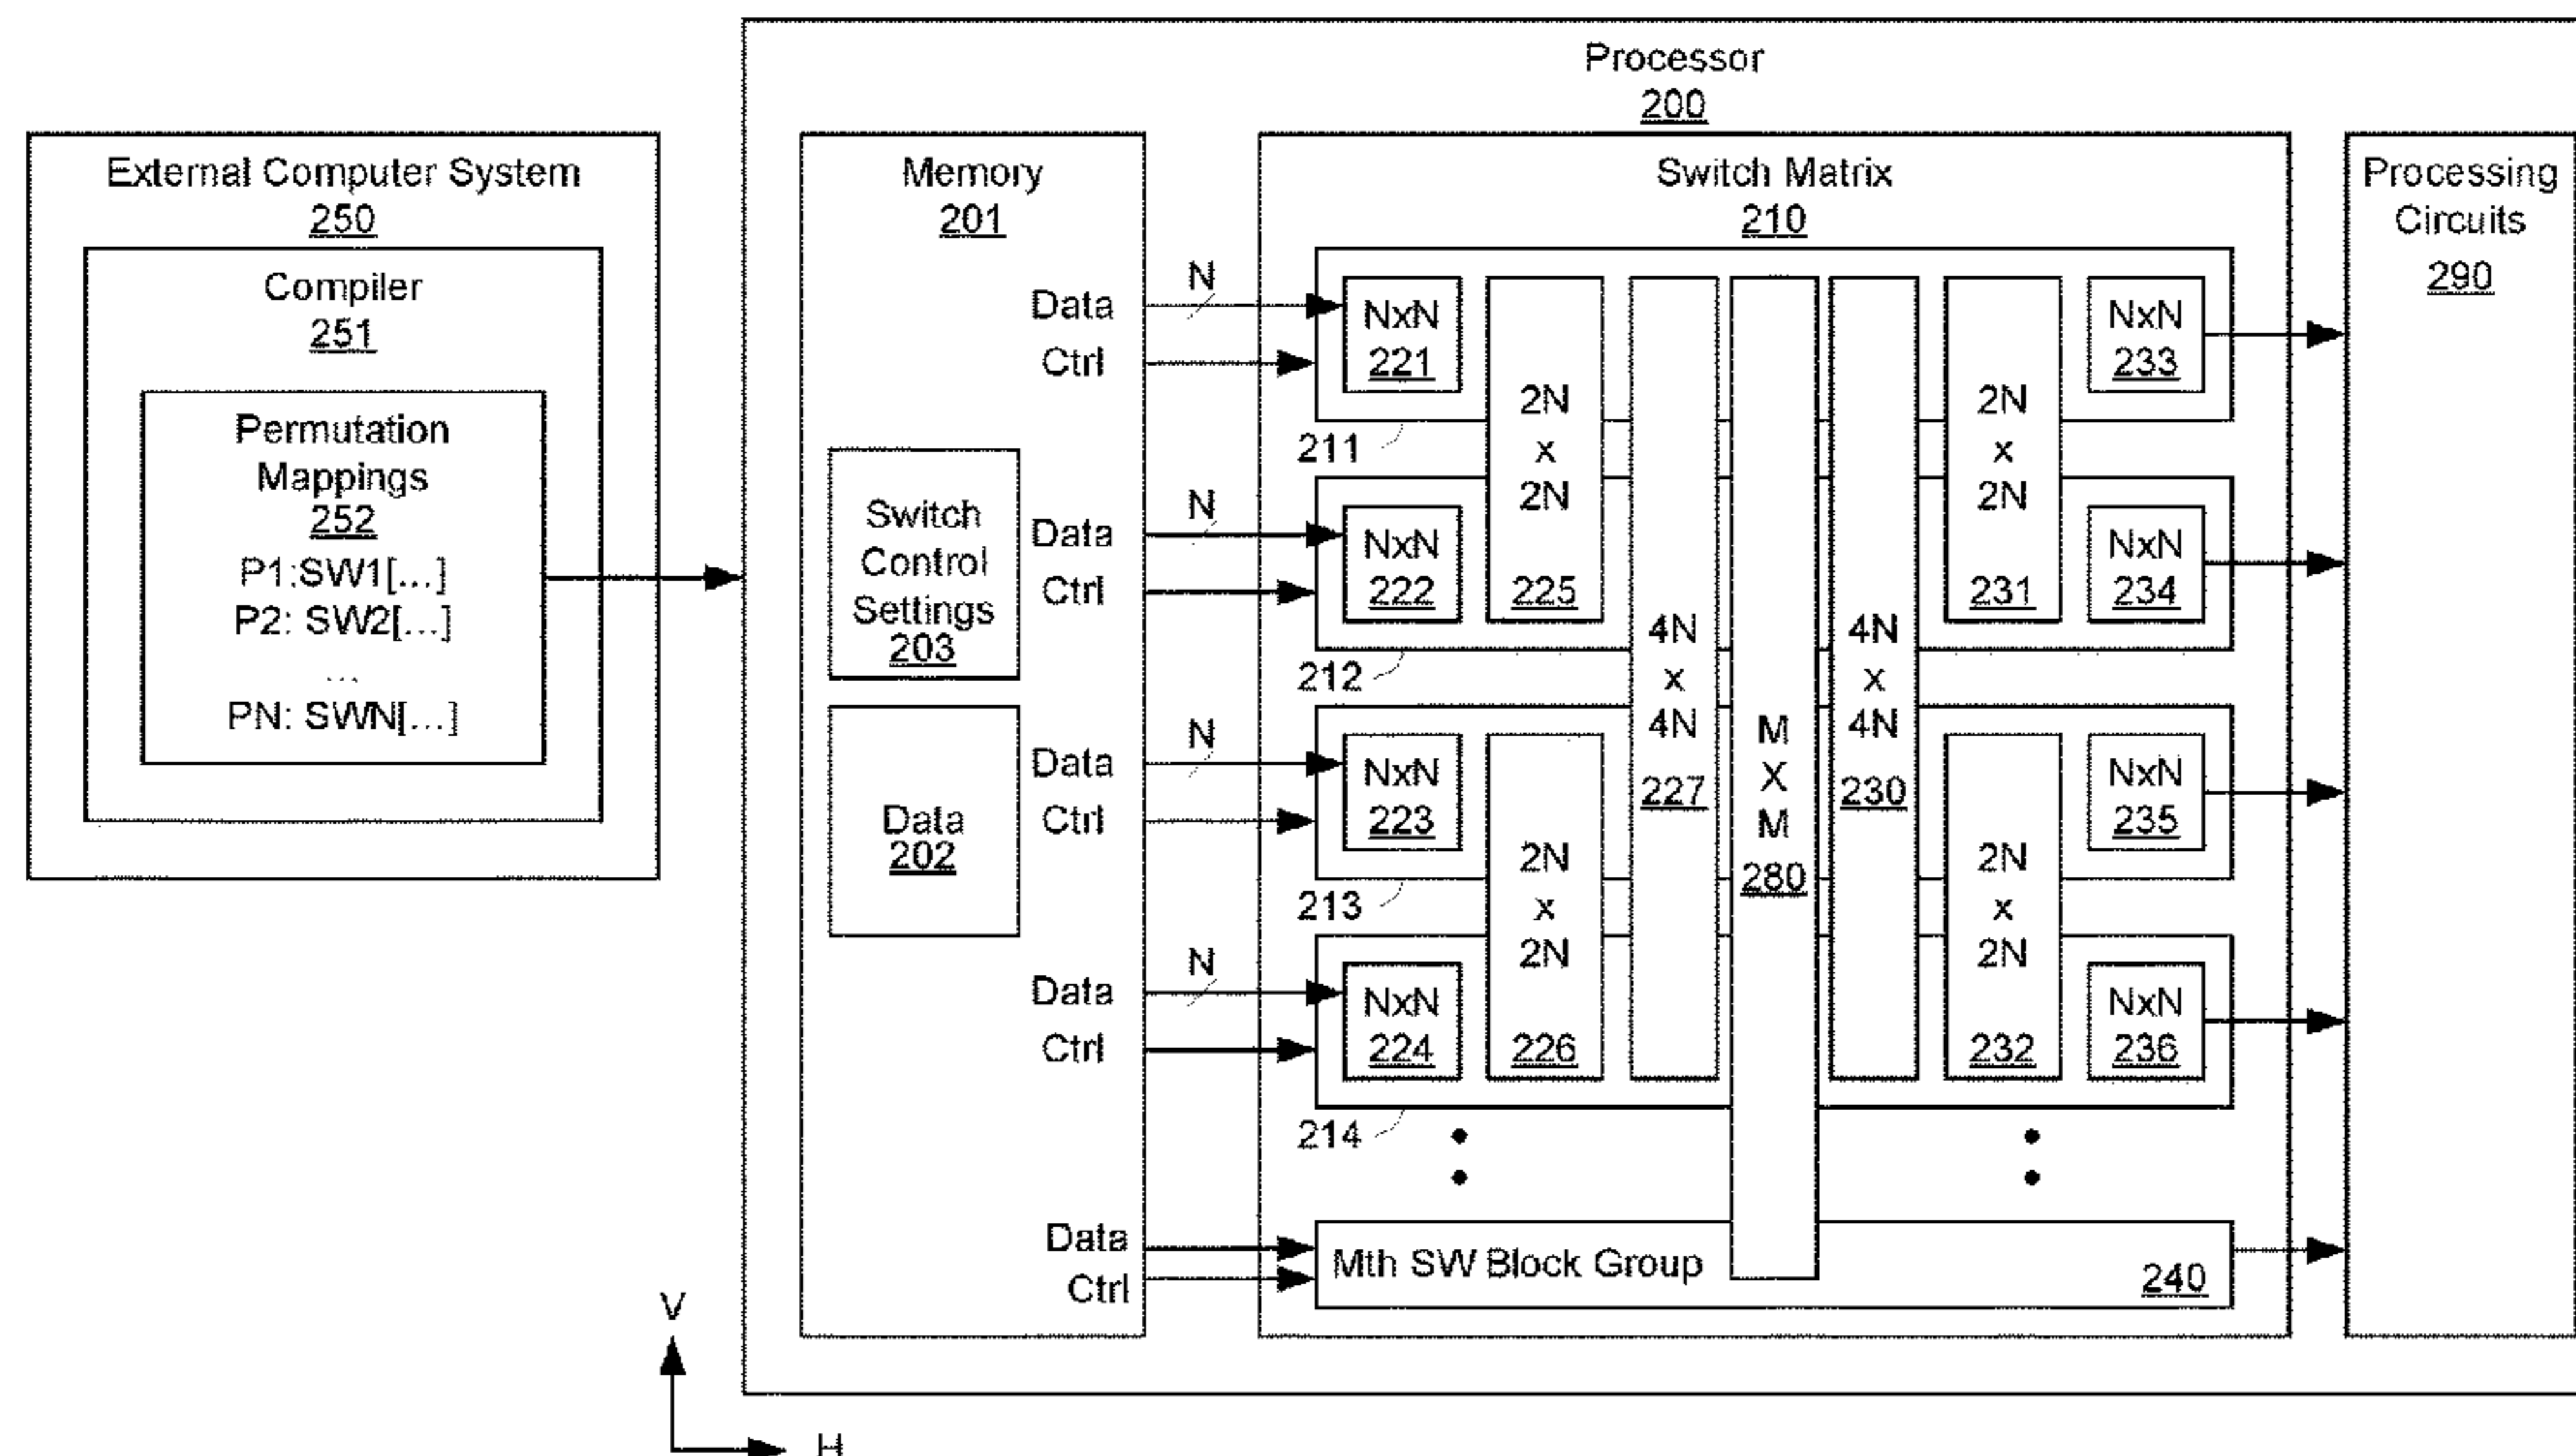 Processor
200
External Computer System
250
Compiler
251
Permutation
Mappings
252
P1:SW1[...]
P2: SW2[...]
...
PN: SWN[...]
Memory
201
Switch
Control
Settings
203
Data
202
Data
Ctrl
Data
Ctrl
Data
Ctrl
Data
Ctrl
Data
Ctrl
N
N
N
N
Switch Matrix
210
NxN
221
211
NxN
222
212
NxN
223
213
NxN
224
214
2N
x
2N
225
2N
x
2N
226
4N
x
4N
227
M
X
M
280
4N
x
4N
230
2N
x
2N
231
2N
x
2N
232
NxN
233
NxN
234
NxN
235
NxN
236
Mth SW Block Group
240
Processing
Circuits
290
V
H